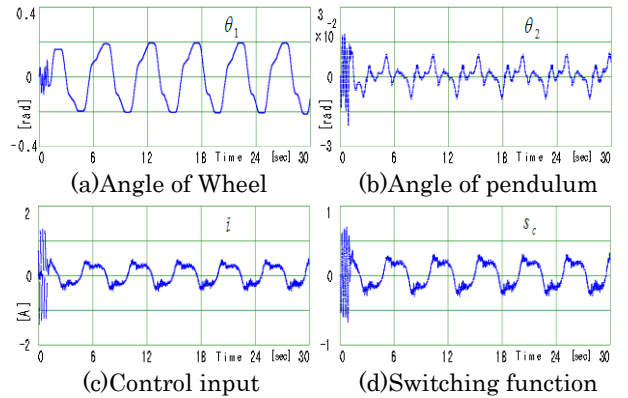 0.4
θ1
0
[rad]
-0.4
0 6 12 18 Time 24 [sec] 30
(a)Angle of Wheel
3
×10-2
θ2
0
[rad]
-3
0 6 12 18 Time 24 [sec] 30
(b)Angle of pendulum
2
i
0
[A]
-2
0 6 12 18 Time 24 [sec] 30
(c)Control input
1
sc
0
-1
0 6 12 18 Time 24 [sec] 30
(d)Switching function